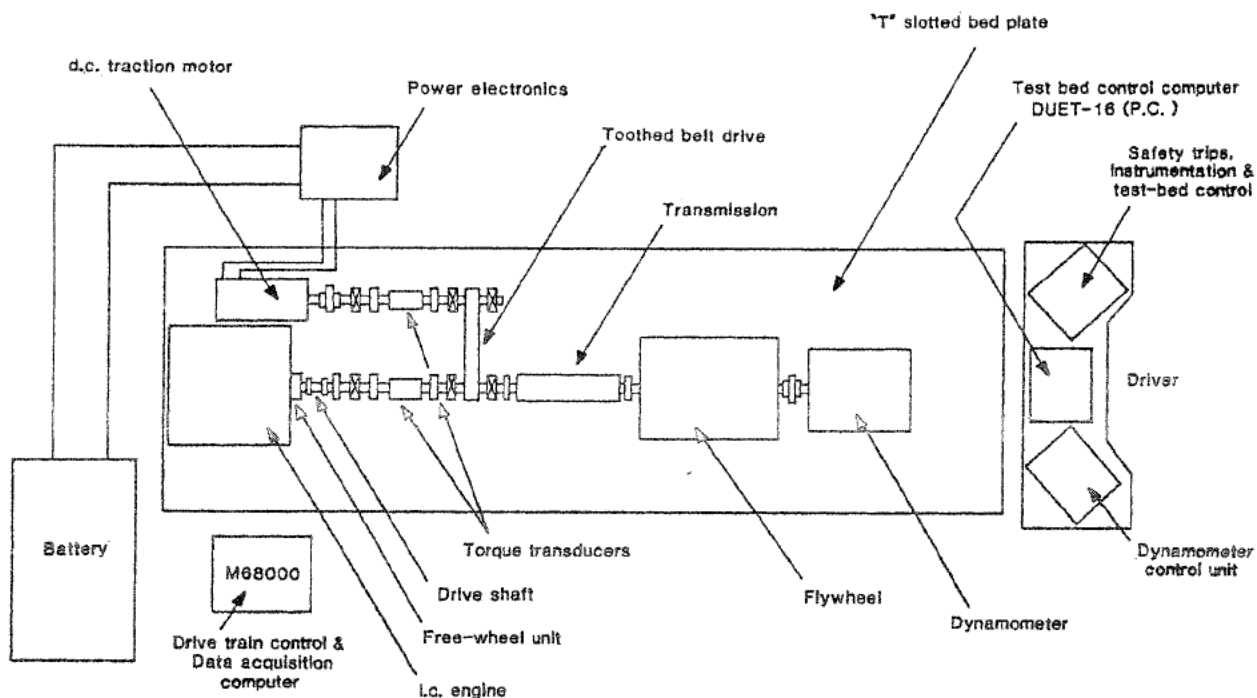 "T" slotted bed plate
d.c. traction motor
Power electronics
Test bed control computer
DUET-16 (P.C. )
Toothed belt drive
Safety trips,
instrumentation &
test-bed control
Transmission
Driver
Battery
M68000
Torque transducers
Drive shaft
Free-wheel unit
Drive train control &
Data acquisition
computer
i.c. engine
Flywheel
Dynamometer
Dynamometer
control unit